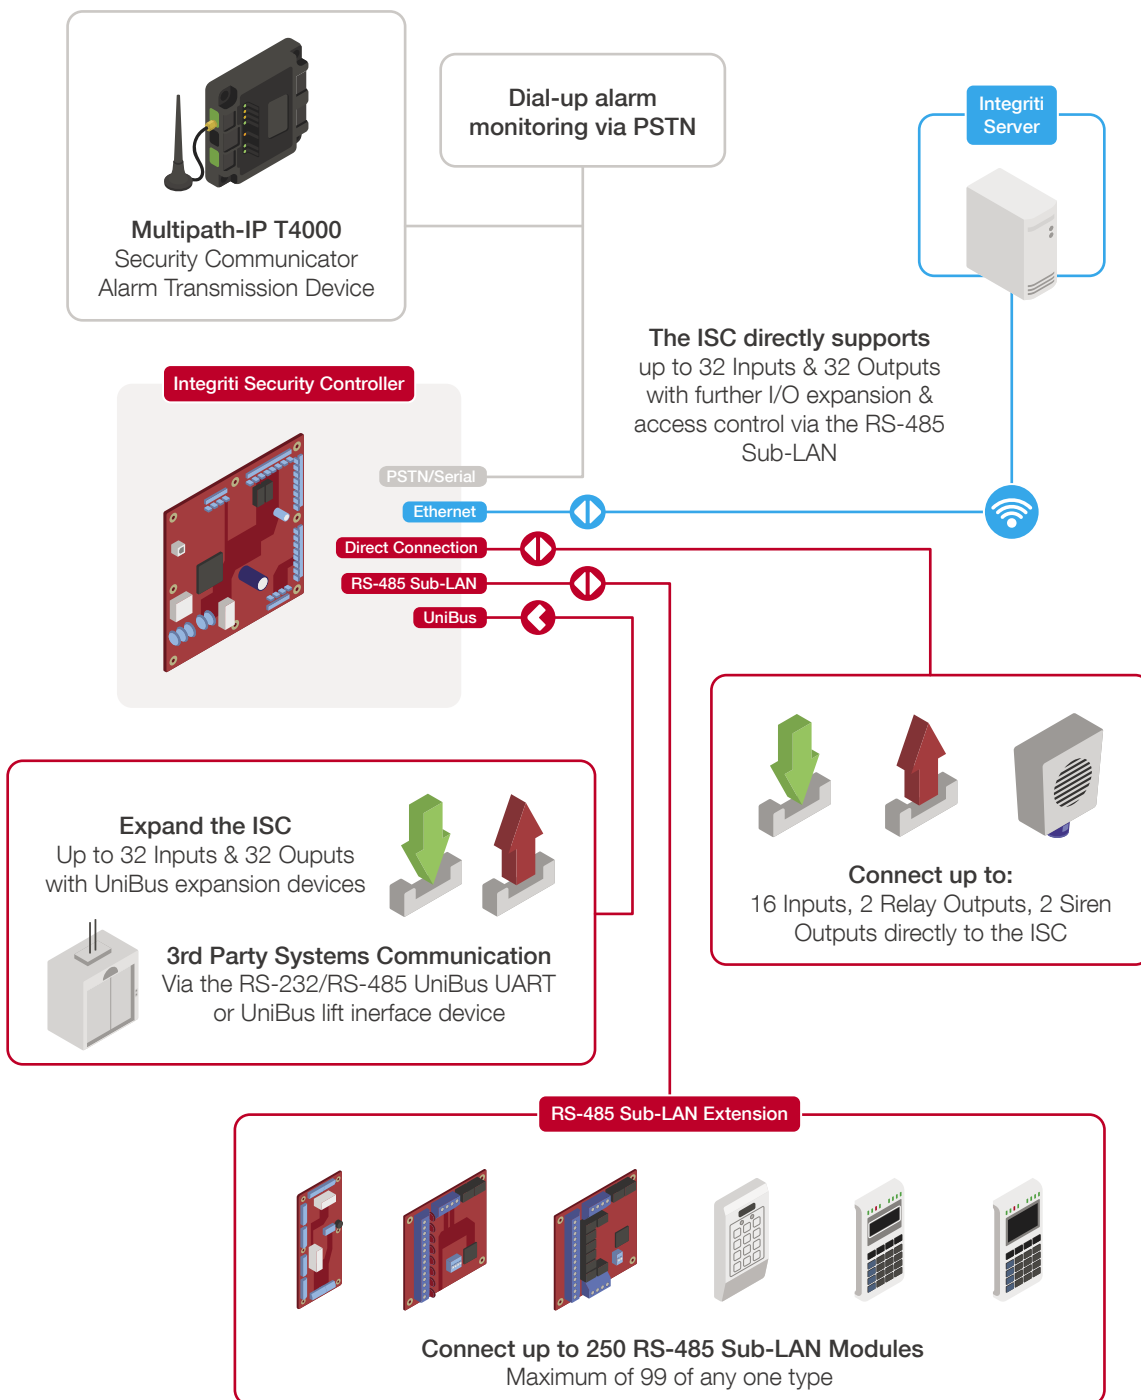 Multipath-IP T4000
Security Communicator
Alarm Transmission Device
Dial-up alarm
monitoring via PSTN
Integriti
Server
The ISC directly supports
up to 32 Inputs & 32 Outputs
with further I/O expansion &
access control via the RS-485
Sub-LAN
Integriti Security Controller
PSTN/Serial
Ethernet
Direct Connection
RS-485 Sub-LAN
UniBus
Expand the ISC
Up to 32 Inputs & 32 Ouputs
with UniBus expansion devices
3rd Party Systems Communication
Via the RS-232/RS-485 UniBus UART
or UniBus lift inerface device
Connect up to:
16 Inputs, 2 Relay Outputs, 2 Siren
Outputs directly to the ISC
RS-485 Sub-LAN Extension
Connect up to 250 RS-485 Sub-LAN Modules
Maximum of 99 of any one type